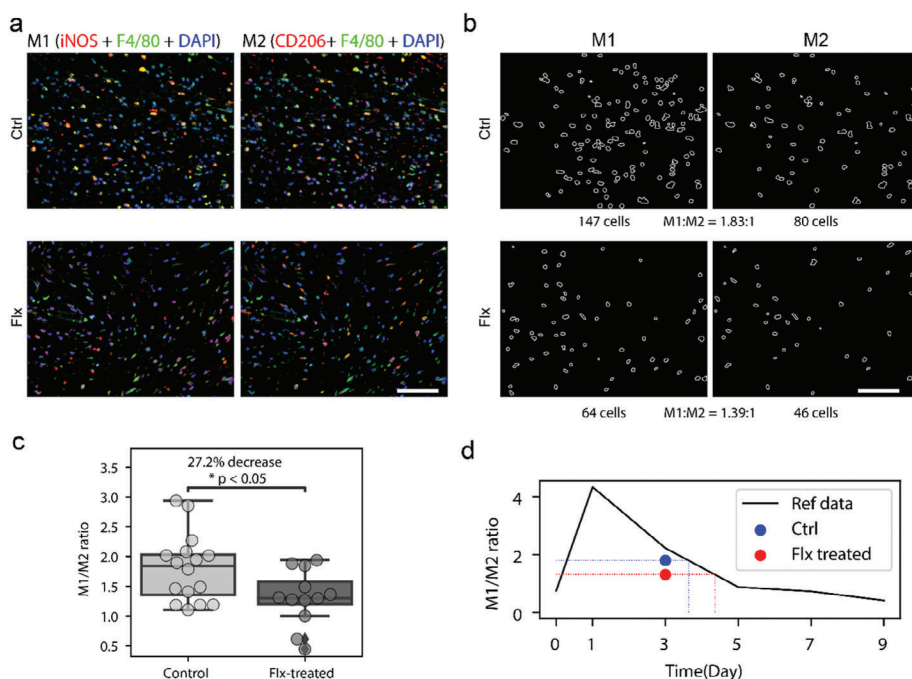 a
M1 (iNOS + F4/80 + DAPI)
M2 (CD206+ F4/80 + DAPI)
Ctrl
Flx
b
M1
M2
Ctrl
147 cells
M1:M2 = 1.83:1
80 cells
Flx
64 cells
M1:M2 = 1.39:1
46 cells
c
27.2% decrease
* p < 0.05
M1/M2 ratio
3.5
3.0
2.5
2.0
1.5
1.0
0.5
Control
Flx-treated
d
M1/M2 ratio
4
2
0
Ref data
Ctrl
Flx treated
0
1
3
5
7
9
Time(Day)